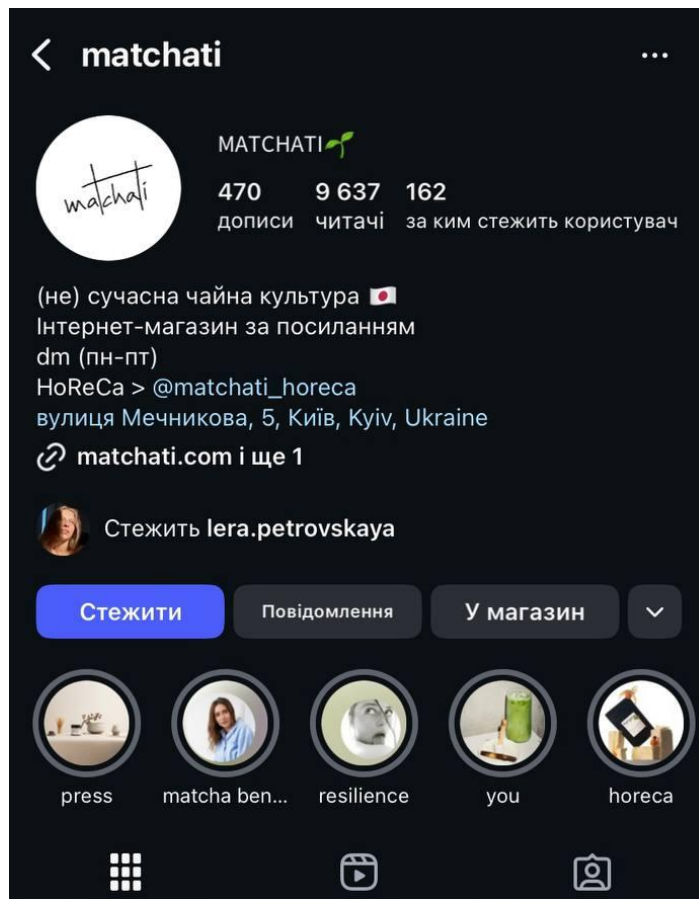 matchati
matchati
MATCHATI🌱
470 9 637 162
дописи читачі за ким стежить користувач
(не) сучасна чайна культура 🇯🇵
Інтернет-магазин за посиланням
dm (пн-пт)
HoReCa > @matchati_horeca
вулиця Мечникова, 5, Київ, Kyiv, Ukraine
matchati.com і ще 1
Стежить lera.petrovskaya
Стежити Повідомлення У магазин
press matcha ben... resilience you horeca